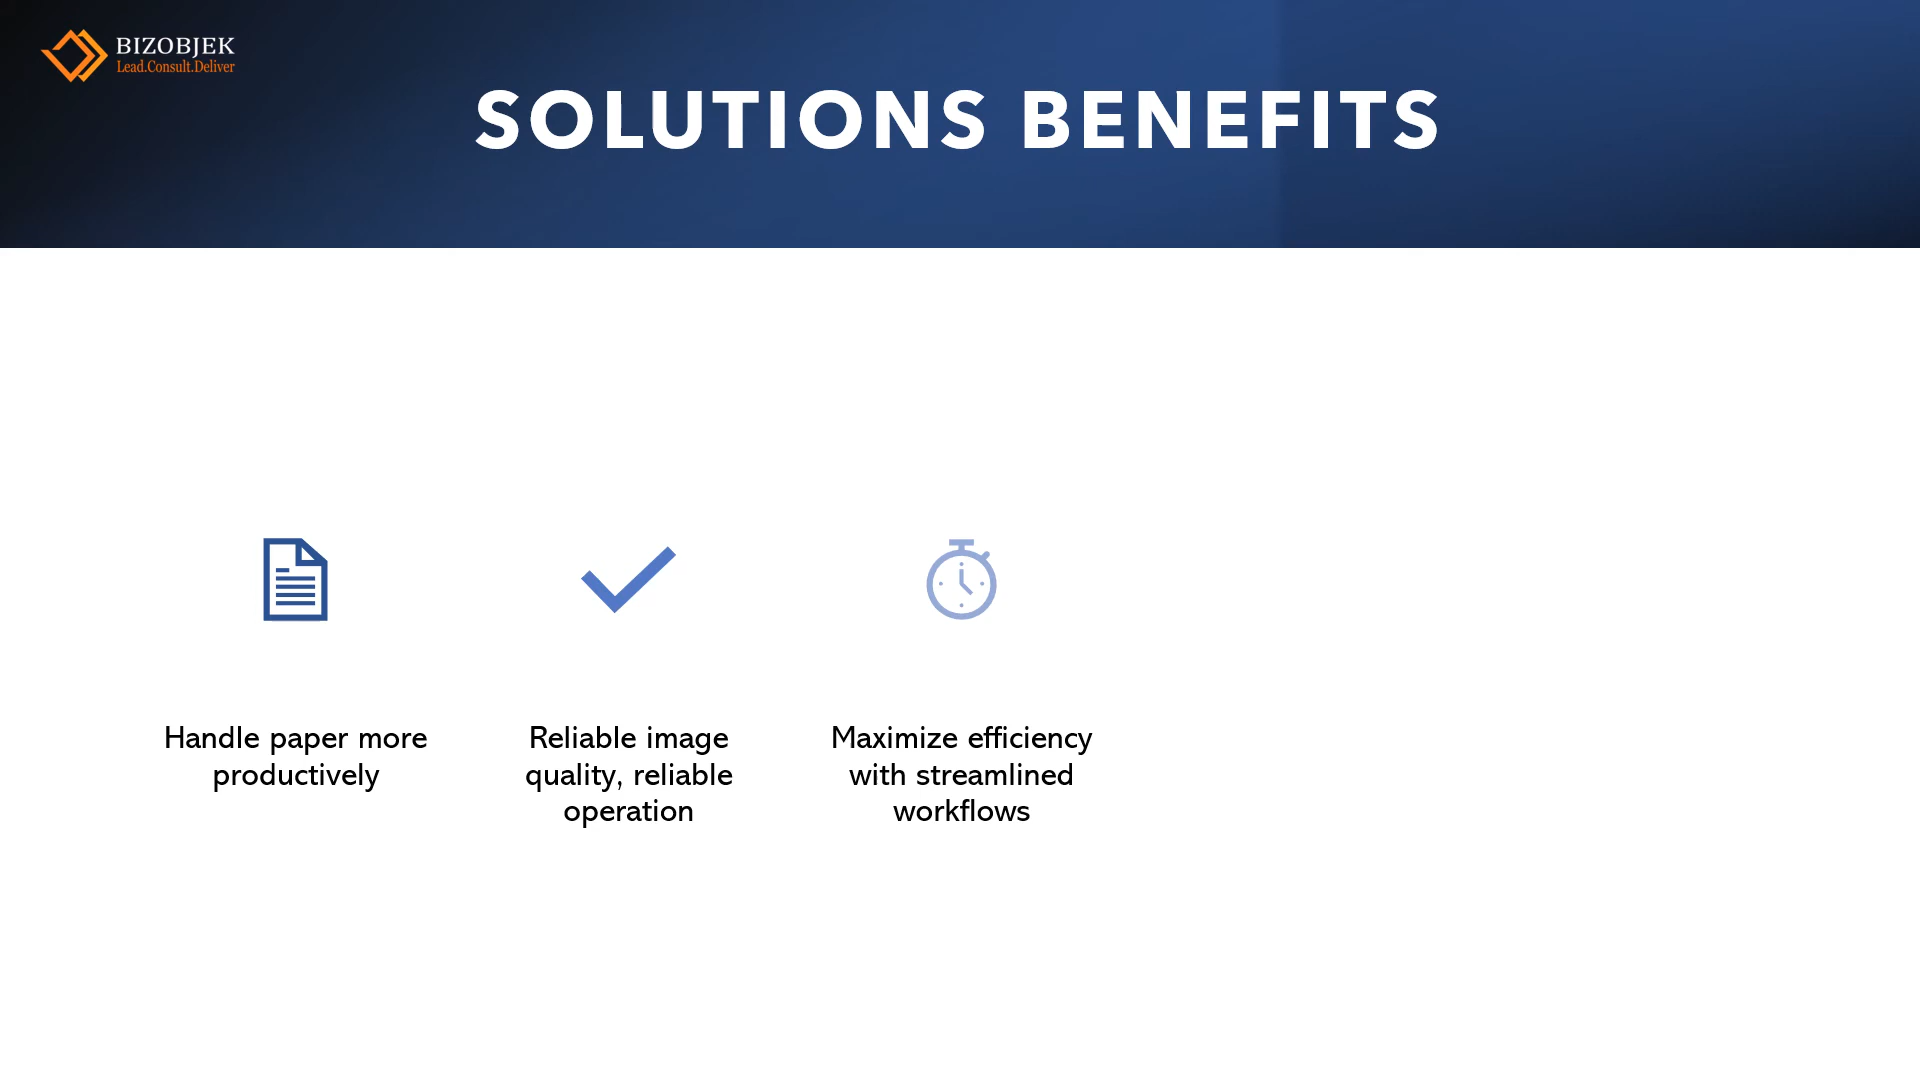 BIZOBJEK
Lead.Consult.Deliver
SOLUTIONS BENEFITS
Handle paper more
productively
Reliable image
quality, reliable
operation
Maximize efficiency
with streamlined
workflows